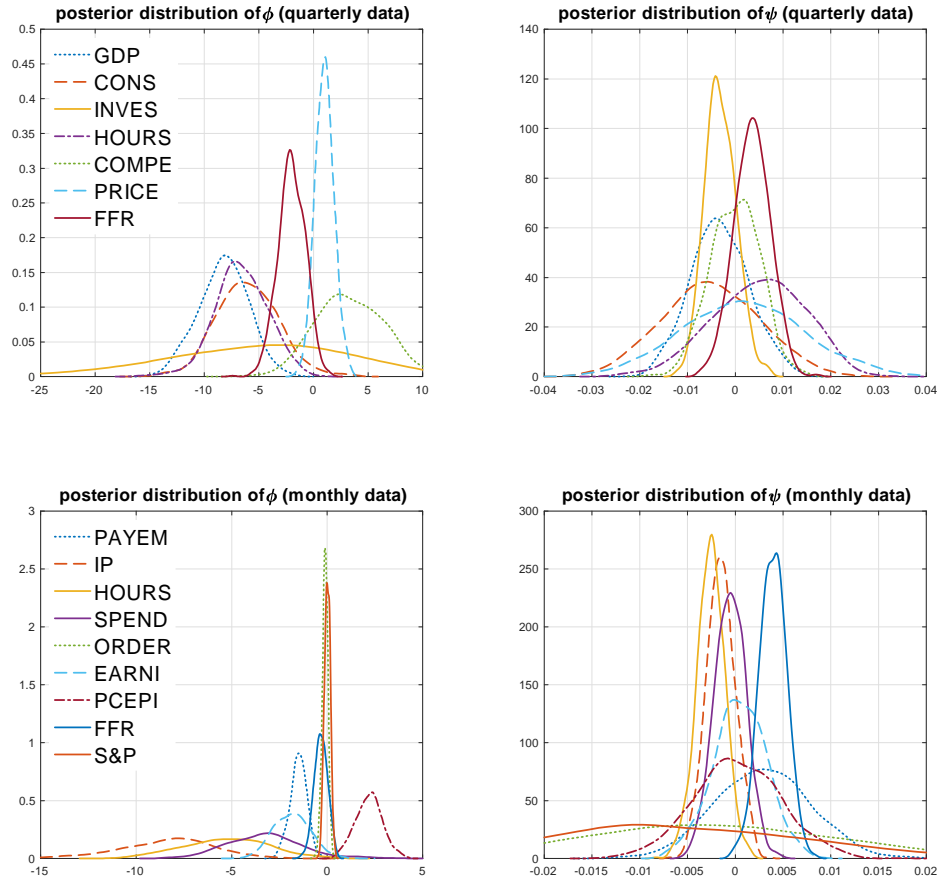 posterior distribution of ϕ (quarterly data)
0.5
0.45
0.4
0.35
0.3
0.25
0.2
0.15
0.1
0.05
0
-25 -20 -15 -10 -5 0 5 10
GDP
CONS
INVES
HOURS
COMPE
PRICE
FFR
posterior distribution of ψ (quarterly data)
140
120
100
80
60
40
20
0
-0.04 -0.03 -0.02 -0.01 0 0.01 0.02 0.03 0.04
posterior distribution of ϕ (monthly data)
3
2.5
2
1.5
1
0.5
0
-15 -10 -5 0 5
PAYEM
IP
HOURS
SPEND
ORDER
EARNI
PCEPI
FFR
S&P
posterior distribution of ψ (monthly data)
300
250
200
150
100
50
0
-0.02 -0.015 -0.01 -0.005 0 0.005 0.01 0.015 0.02